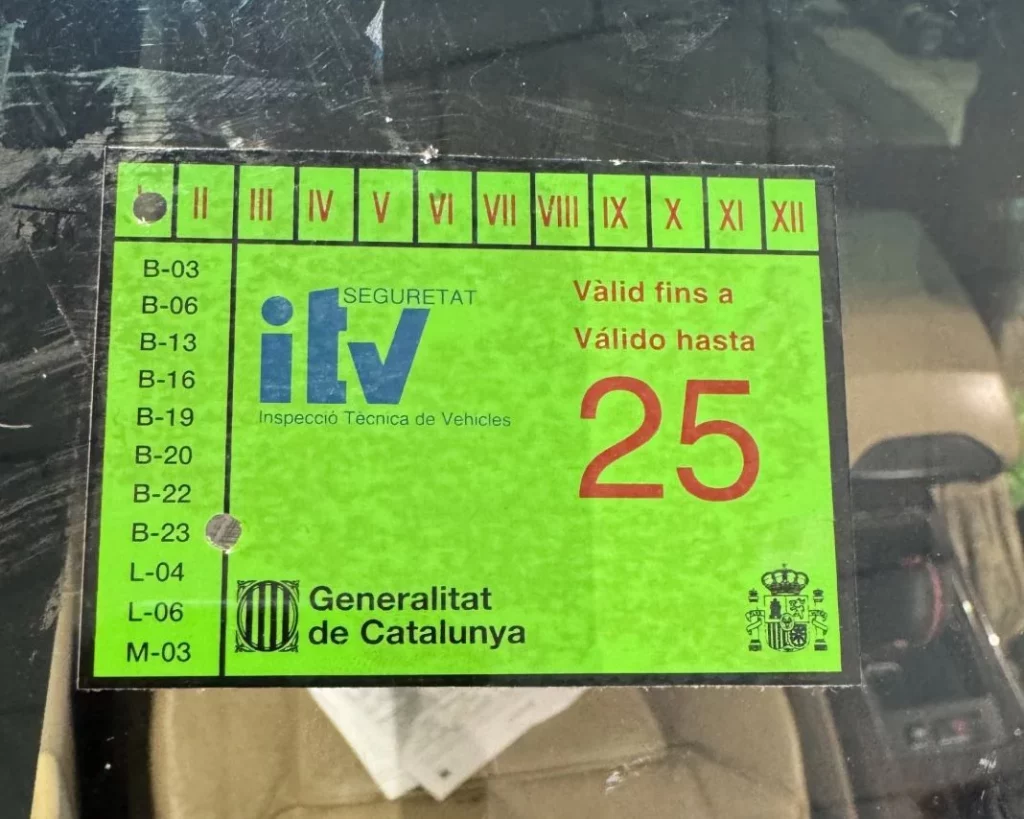 II III IV V VI VII VIII IX X XI XII
B-03
B-06
B-13
B-16
B-19
B-20
B-22
B-23
L-04
L-06
M-03
SEGURETAT
itv
Inspecció Tècnica de Vehicles
Vàlid fins a
Válido hasta
25
Generalitat
de Catalunya